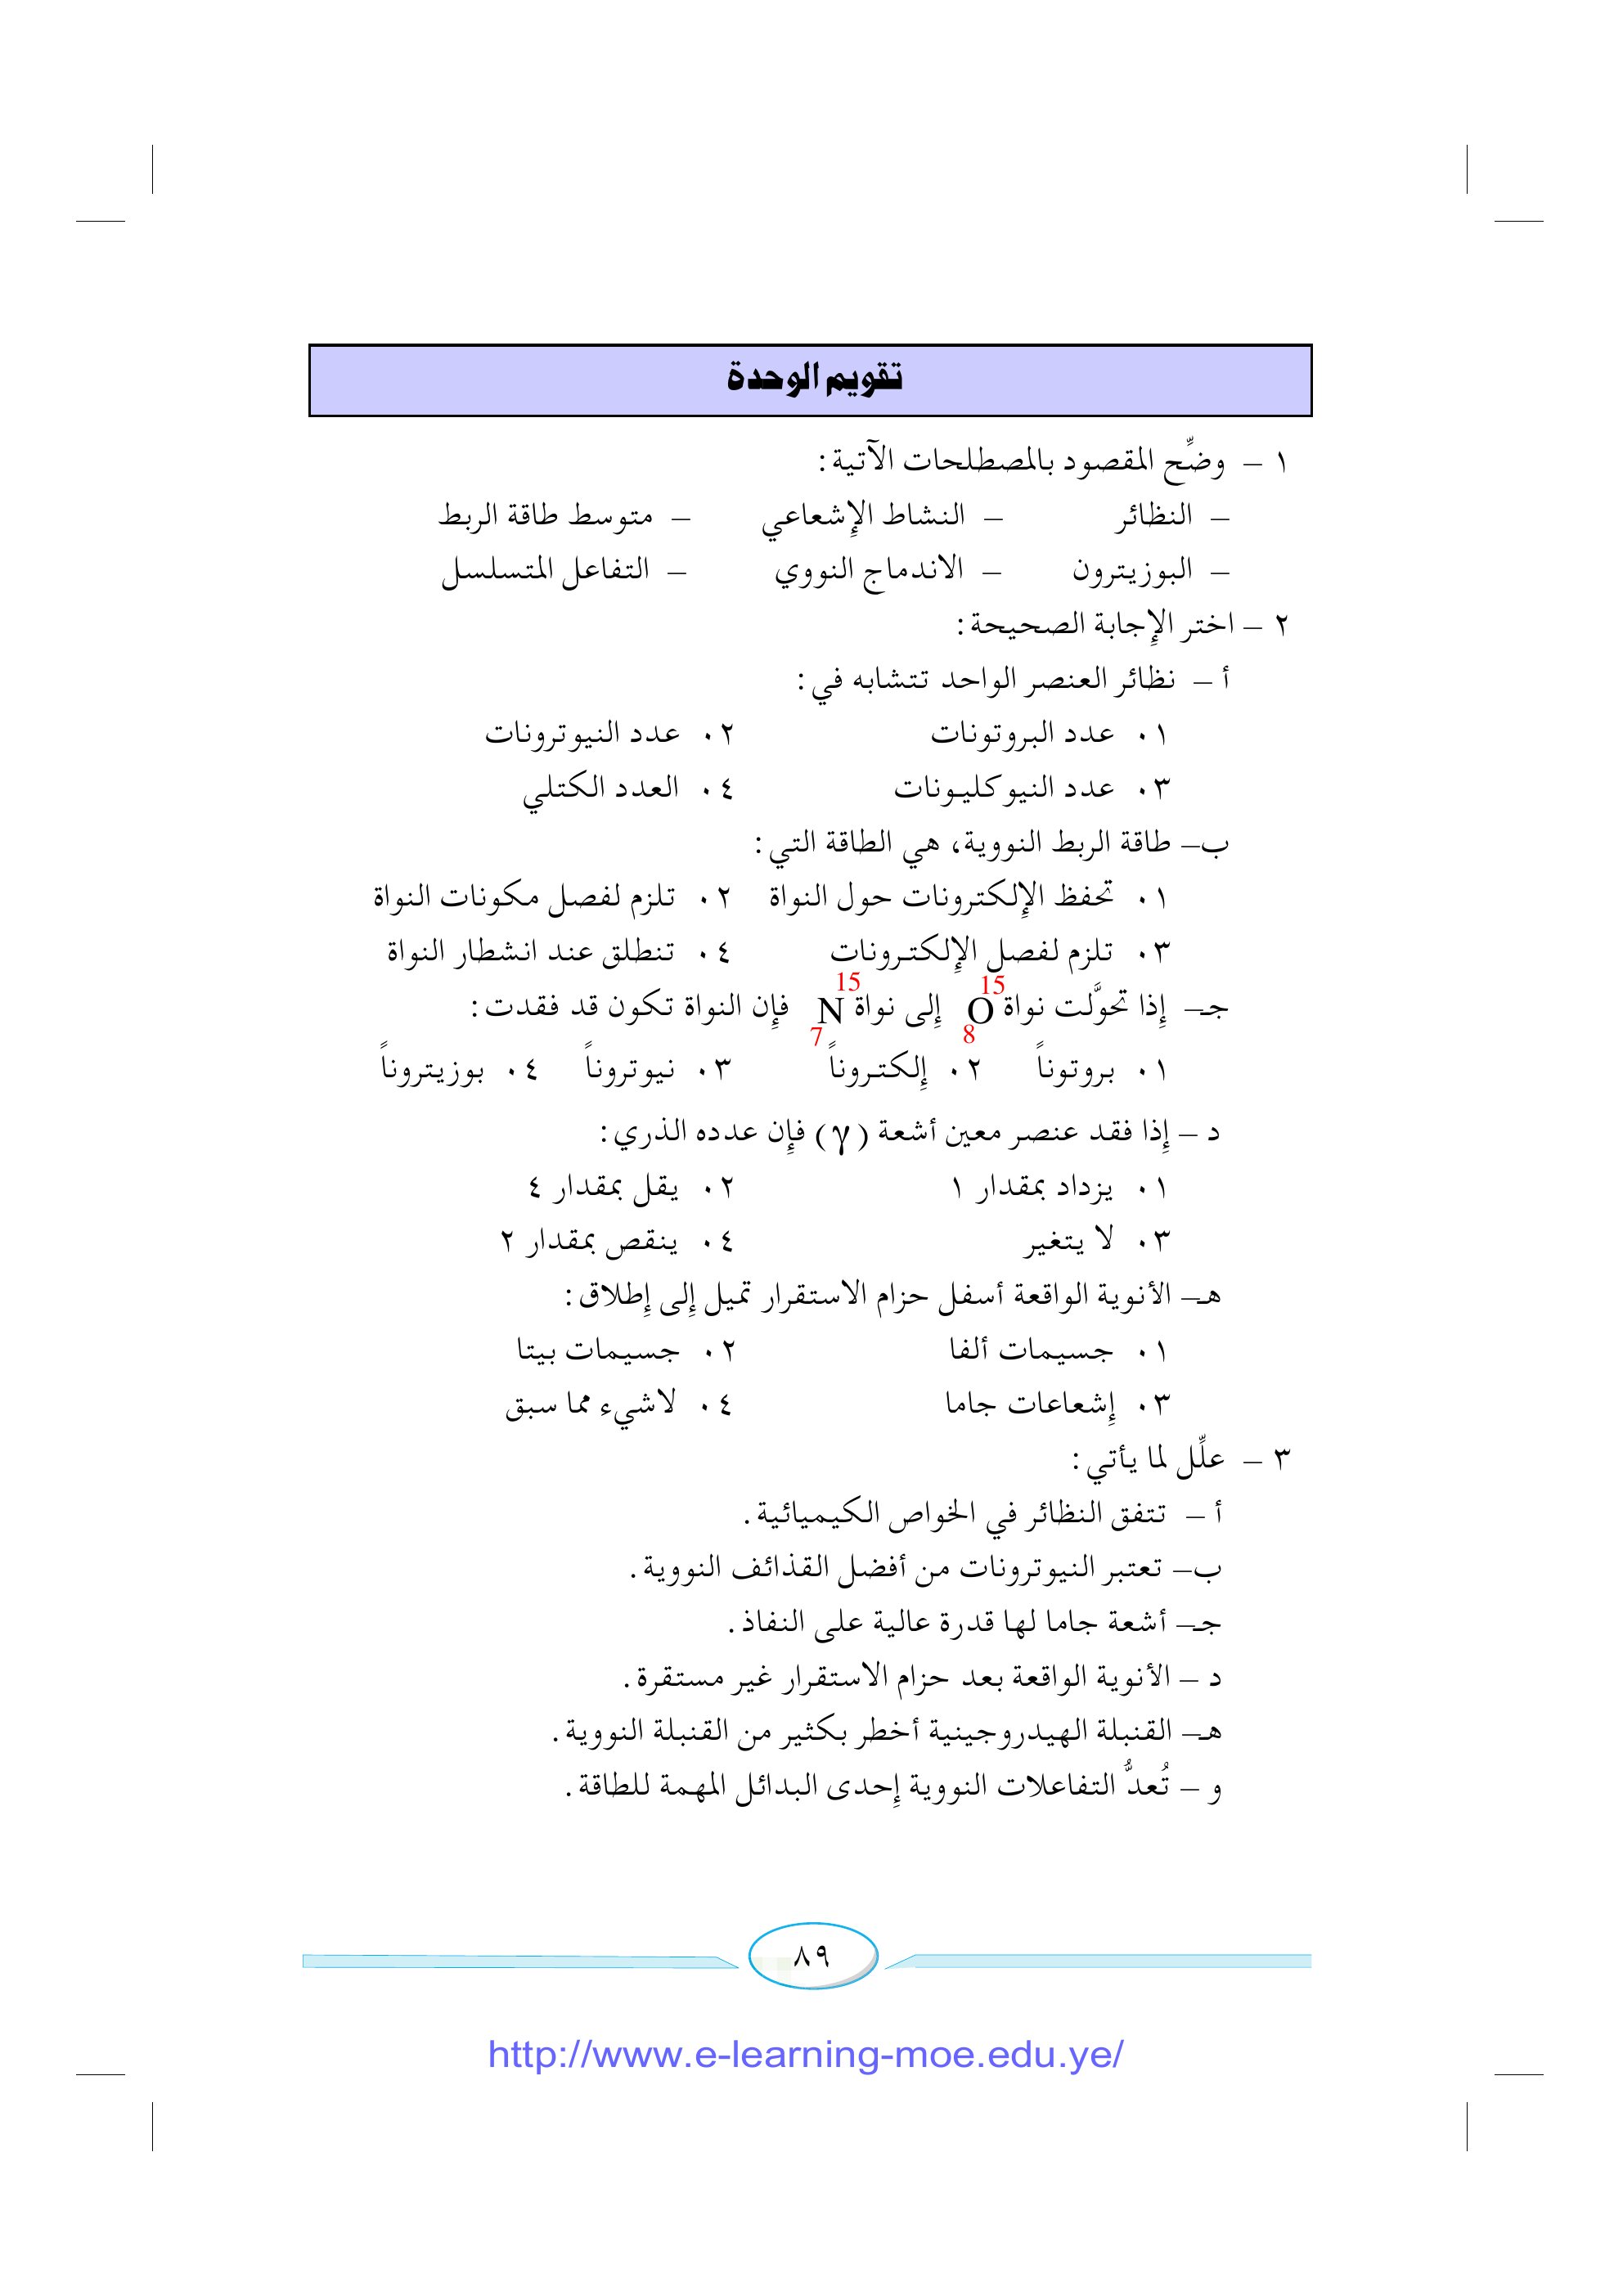 تقويم الوحدة
١ – وضِّح المقصود بالمصطلحات الآتية:
– النظائر – النشاط الإشعاعي – متوسط طاقة الربط
– البوزيترون – الاندماج النووي – التفاعل المتسلسل
٢ – اختر الإجابة الصحيحة:
أ – نظائر العنصر الواحد تتشابه في:
١. عدد البروتونات ٢. عدد النيوترونات
٣. عدد النيوكليونات ٤. العدد الكتلي
ب– طاقة الربط النووية، هي الطاقة التي:
١. تحفظ الإلكترونات حول النواة ٢. تلزم لفصل مكونات النواة
٣. تلزم لفصل الإلكترونات ٤. تنطلق عند انشطار النواة
جـ– إذا تحوَّلت نواة ¹⁵₈O إلى نواة ¹⁵₇N فإن النواة تكون قد فقدت:
١. بروتوناً ٢. إلكتروناً ٣. نيوتروناً ٤. بوزيتروناً
د – إذا فقد عنصر معين أشعة (γ) فإن عدده الذري:
١. يزداد بمقدار ١ ٢. يقل بمقدار ٤
٣. لا يتغير ٤. ينقص بمقدار ٢
هـ– الأنوية الواقعة أسفل حزام الاستقرار تميل إلى إطلاق:
١. جسيمات ألفا ٢. جسيمات بيتا
٣. إشعاعات جاما ٤. لاشيء مما سبق
٣ – علِّل لما يأتي:
أ – تتفق النظائر في الخواص الكيميائية.
ب– تعتبر النيوترونات من أفضل القذائف النووية.
جـ– أشعة جاما لها قدرة عالية على النفاذ.
د – الأنوية الواقعة بعد حزام الاستقرار غير مستقرة.
هـ– القنبلة الهيدروجينية أخطر بكثير من القنبلة النووية.
و – تُعدُّ التفاعلات النووية إحدى البدائل المهمة للطاقة.
٨٩
http://www.e-learning-moe.edu.ye/